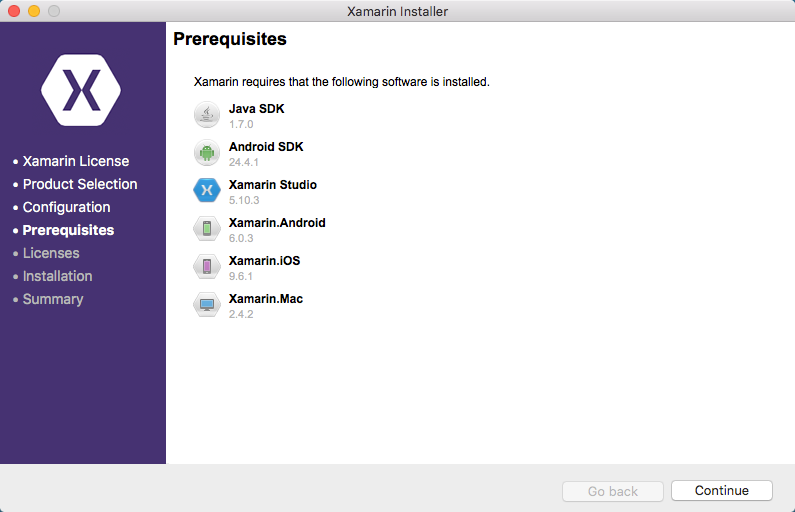 Xamarin Installer
Prerequisites
Xamarin requires that the following software is installed.
Java SDK
1.7.0
Android SDK
24.4.1
Xamarin Studio
5.10.3
Xamarin.Android
6.0.3
Xamarin.iOS
9.6.1
Xamarin.Mac
2.4.2
• Xamarin License
• Product Selection
• Configuration
• Prerequisites
• Licenses
• Installation
• Summary
Go back
Continue